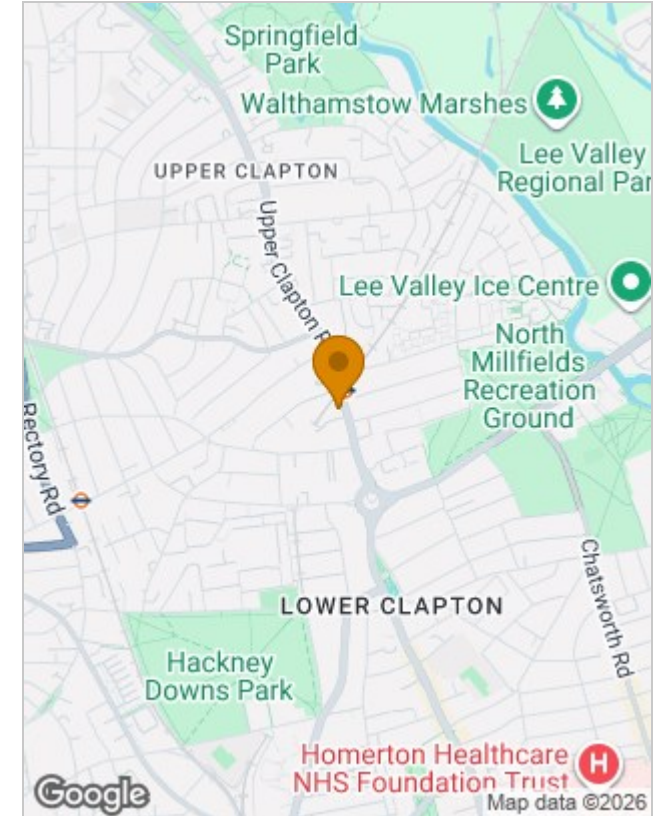 Springfield
Park
Walthamstow Marshes
UPPER CLAPTON
Lee Valley
Regional Par
Upper Clapton R
Lee Valley Ice Centre
North
Millfields
Recreation
Ground
Rectory Rd
Chatsworth Rd
LOWER CLAPTON
Hackney
Downs Park
Homerton Healthcare
NHS Foundation Trust
H
Google
Map data ©2026